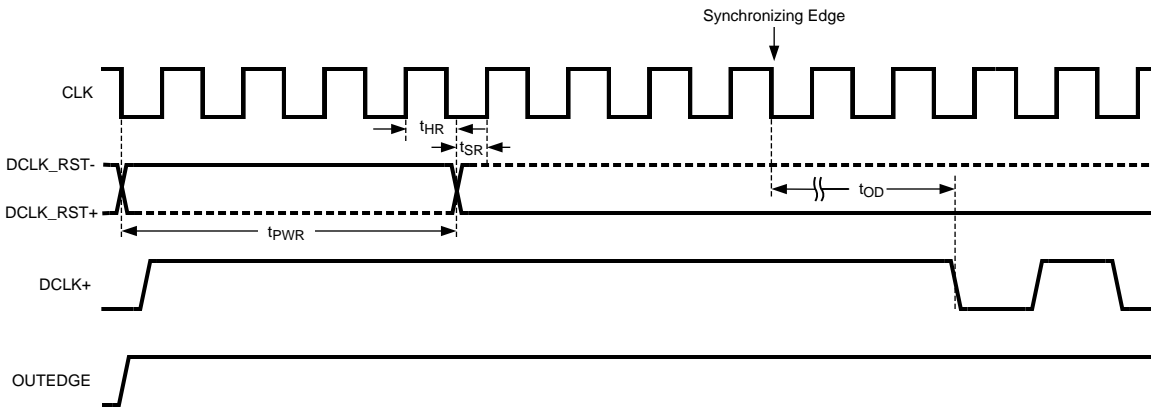 Synchronizing Edge
CLK
tHR
tSR
DCLK_RST-
DCLK_RST+
tOD
tPWR
DCLK+
OUTEDGE